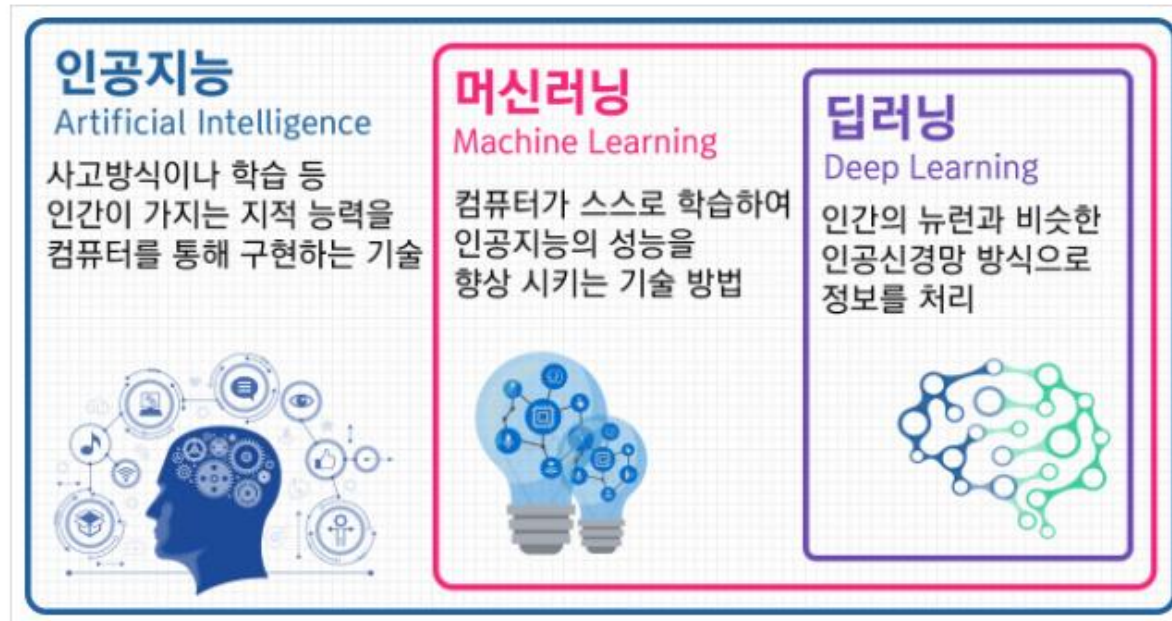 인공지능
Artificial Intelligence
사고방식이나 학습 등
인간이 가지는 지적 능력을
컴퓨터를 통해 구현하는 기술
머신러닝
Machine Learning
컴퓨터가 스스로 학습하여
인공지능의 성능을
향상 시키는 기술 방법
딥러닝
Deep Learning
인간의 뉴런과 비슷한
인공신경망 방식으로
정보를 처리